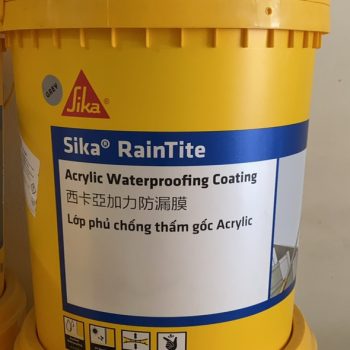 GREY
Sika
Sika® RainTite
Acrylic Waterproofing Coating
西卡亞加力防漏膜
Lớp phủ chống thấm gốc Acrylic